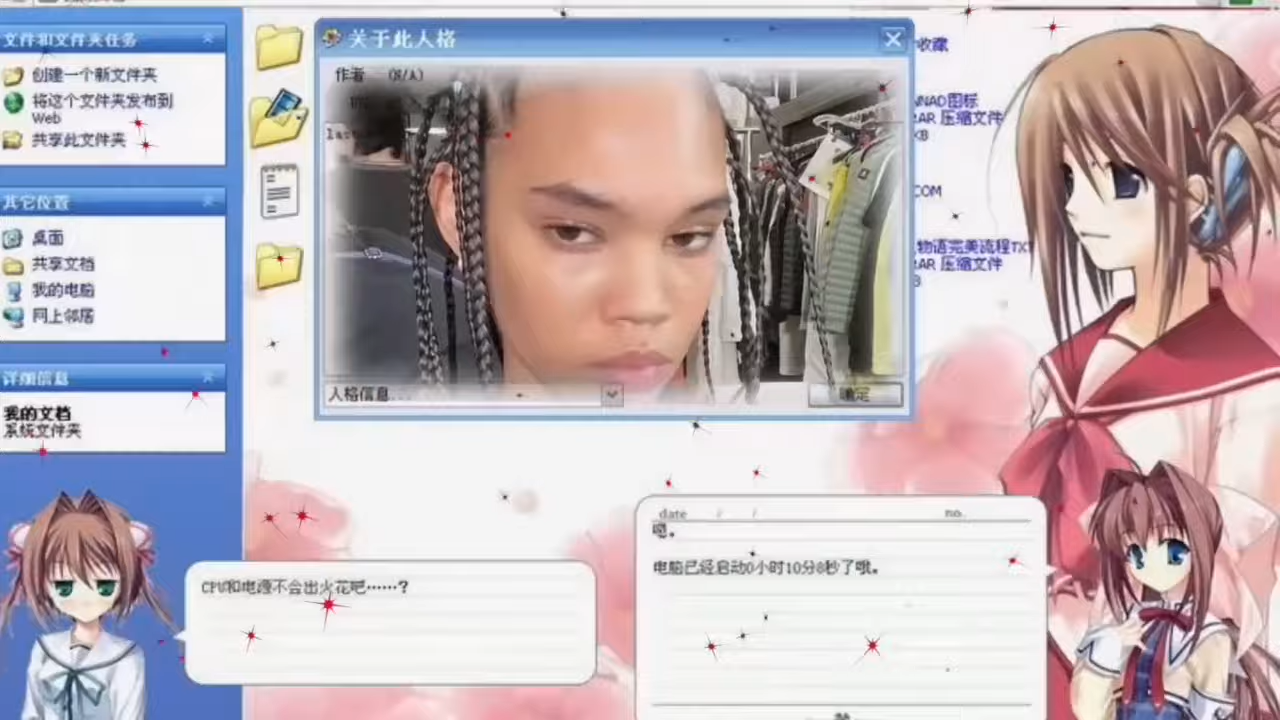 文件和文件夹任务
创建一个新文件夹
将这个文件夹发布到
Web
共享此文件夹
其它位置
桌面
共享文档
我的电脑
网上邻居
详细信息
我的文档
系统文件夹
关于此人格
作者 (N/A)
人格信息...
确定
收藏
NNAD图标
AR 压缩文件
KB
COM
物语完美流程TXT
AR 压缩文件
CPU和电源不会出火花吧……？
date / / no.
嗯。
电脑已经启动0小时10分8秒了哦。